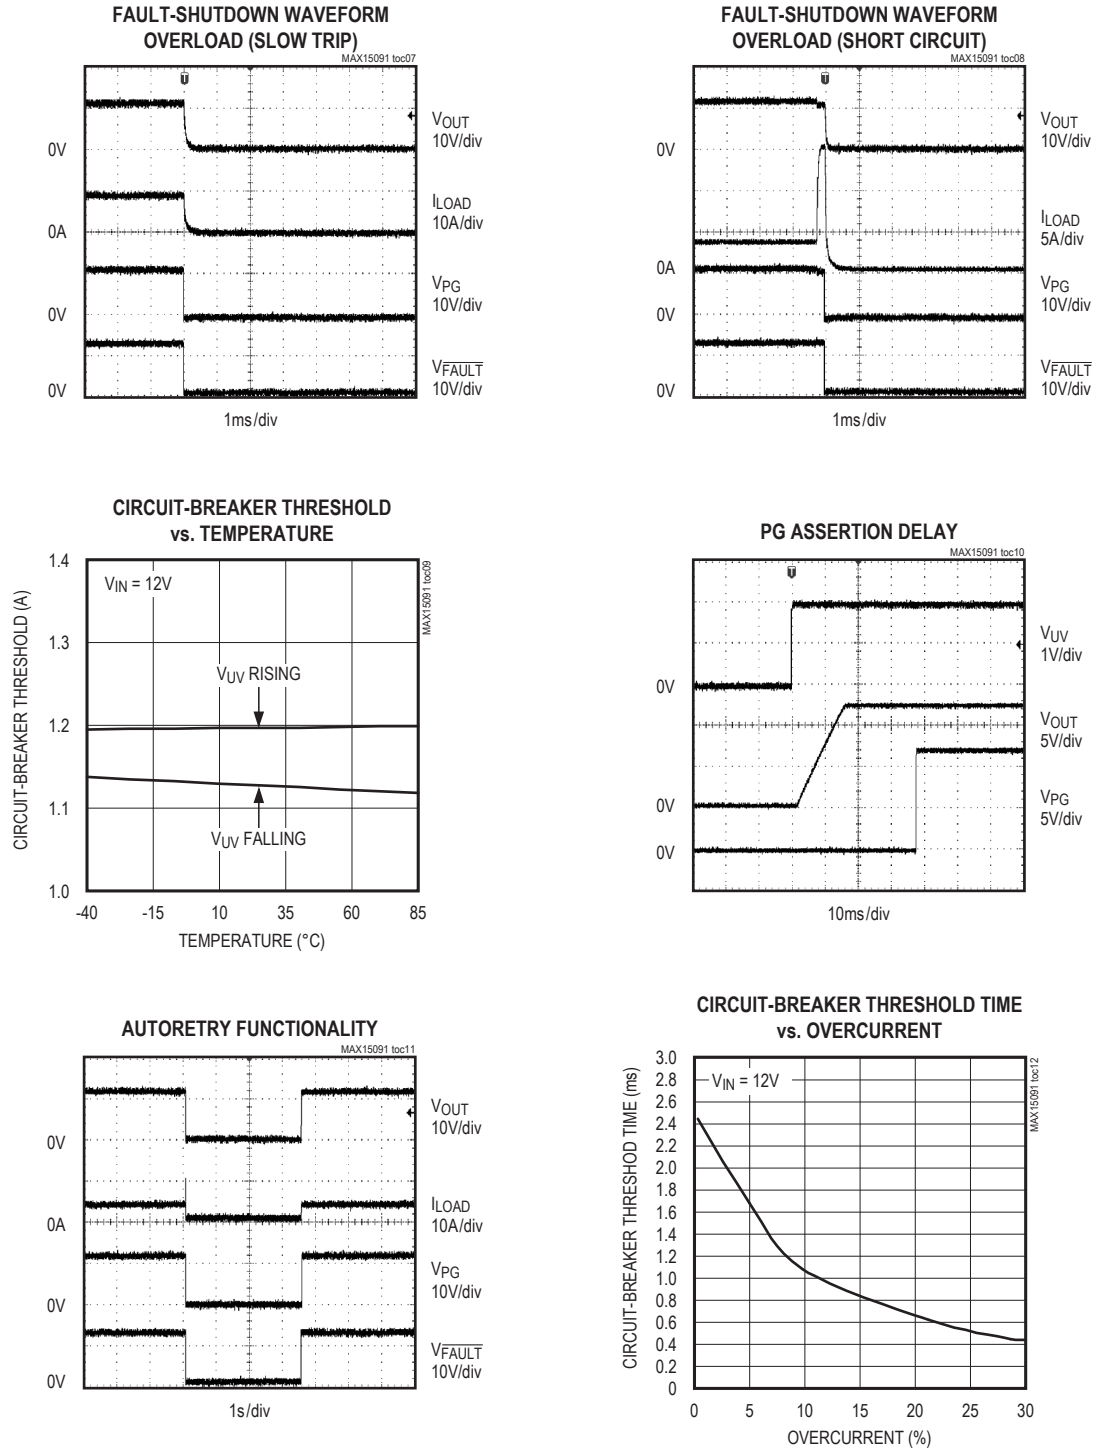 FAULT-SHUTDOWN WAVEFORM
OVERLOAD (SLOW TRIP)
MAX15091 toc07
T
VOUT
10V/div
0V
ILOAD
10A/div
0A
VPG
10V/div
0V
VFAULT
10V/div
0V
1ms/div
FAULT-SHUTDOWN WAVEFORM
OVERLOAD (SHORT CIRCUIT)
MAX15091 toc08
T
VOUT
10V/div
0V
ILOAD
5A/div
0A
VPG
10V/div
0V
VFAULT
10V/div
0V
1ms/div
CIRCUIT-BREAKER THRESHOLD
vs. TEMPERATURE
MAX15091 toc09
VIN = 12V
VUV RISING
VUV FALLING
CIRCUIT-BREAKER THRESHOLD (A)
1.4
1.3
1.2
1.1
1.0
-40 -15 10 35 60 85
TEMPERATURE (°C)
PG ASSERTION DELAY
MAX15091 toc10
T
VUV
1V/div
0V
VOUT
5V/div
0V
VPG
5V/div
0V
10ms/div
AUTORETRY FUNCTIONALITY
MAX15091 toc11
VOUT
10V/div
0V
ILOAD
10A/div
0A
VPG
10V/div
0V
VFAULT
10V/div
0V
1s/div
CIRCUIT-BREAKER THRESHOLD TIME
vs. OVERCURRENT
MAX15091 toc12
VIN = 12V
CIRCUIT-BREAKER THRESHOD TIME (ms)
3.0
2.8
2.6
2.4
2.2
2.0
1.8
1.6
1.4
1.2
1.0
0.8
0.6
0.4
0.2
0
0 5 10 15 20 25 30
OVERCURRENT (%)